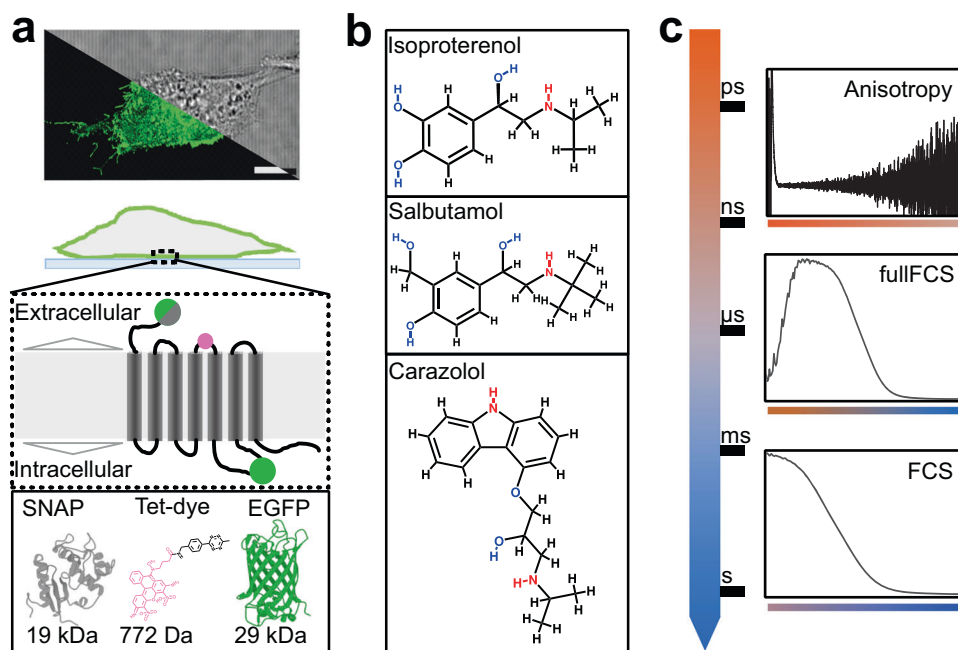 a
Extracellular
Intracellular
SNAP Tet-dye EGFP
19 kDa 772 Da 29 kDa
b
Isoproterenol
Salbutamol
Carazolol
c
ps
ns
µs
ms
s
Anisotropy
fullFCS
FCS